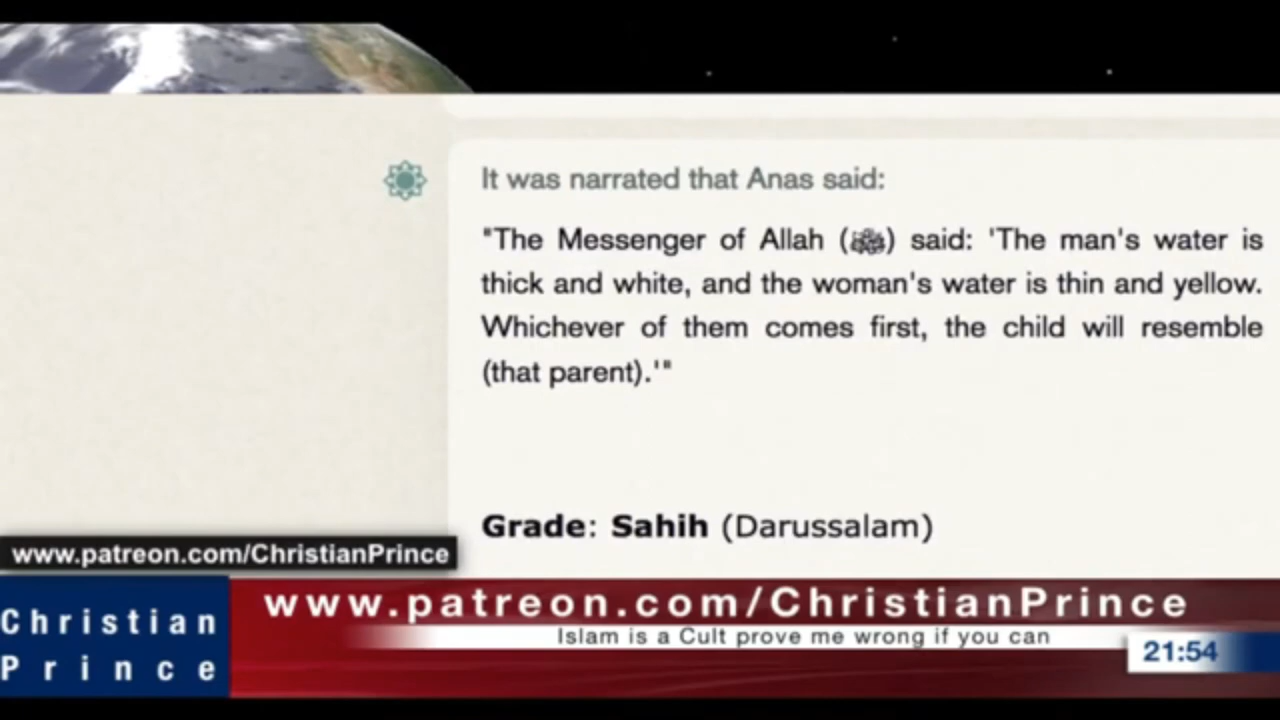 It was narrated that Anas said:
"The Messenger of Allah (ﷺ) said: 'The man's water is
thick and white, and the woman's water is thin and yellow.
Whichever of them comes first, the child will resemble
(that parent).'"
Grade: Sahih (Darussalam)
www.patreon.com/ChristianPrince
Christian
Prince
www.patreon.com/ChristianPrince
Islam is a Cult prove me wrong if you can
21:54